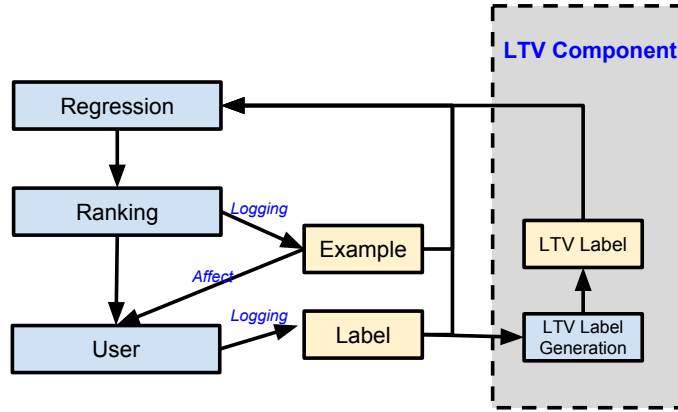 LTV Component
Regression
Ranking
Logging
Example
LTV Label
Affect
Logging
User
Label
LTV Label
Generation